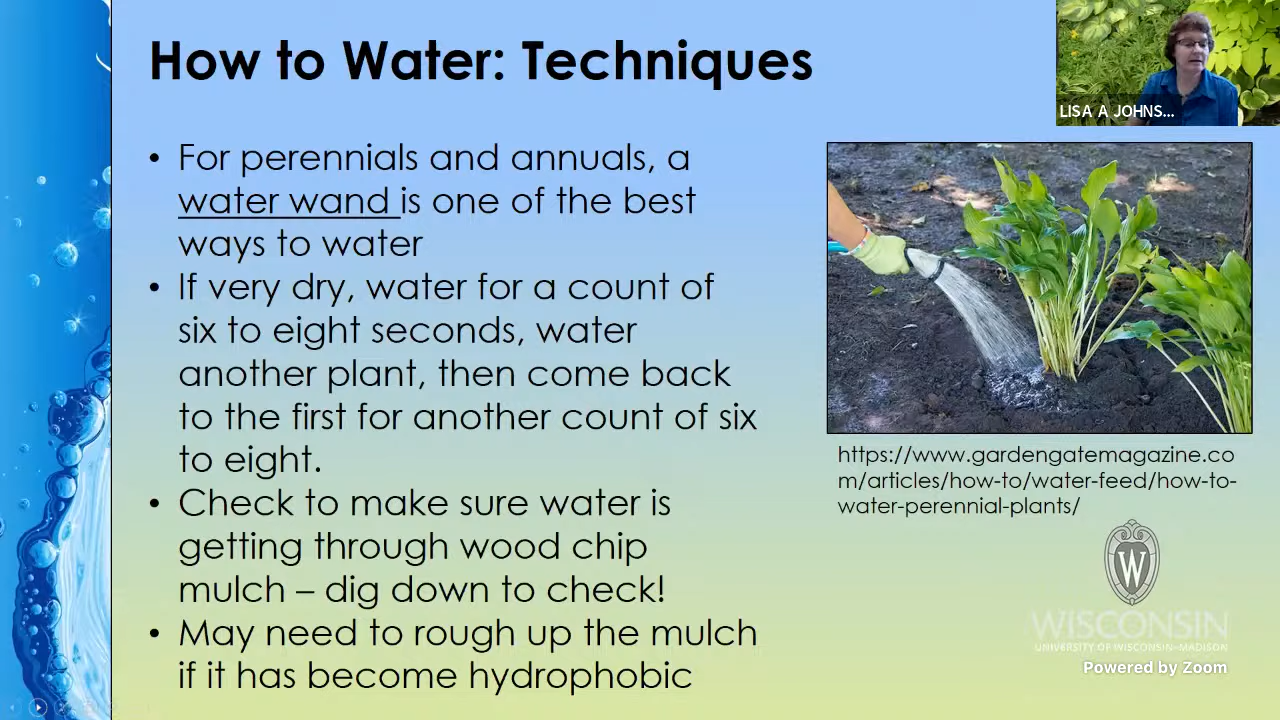 How to Water: Techniques
LISA A JOHNS...
• For perennials and annuals, a
water wand is one of the best
ways to water
• If very dry, water for a count of
six to eight seconds, water
another plant, then come back
to the first for another count of six
to eight.
• Check to make sure water is
getting through wood chip
mulch – dig down to check!
• May need to rough up the mulch
if it has become hydrophobic
https://www.gardengatemagazine.co
m/articles/how-to/water-feed/how-to-
water-perennial-plants/
W
WISCONSIN
UNIVERSITY OF WISCONSIN–MADISON
Powered by Zoom